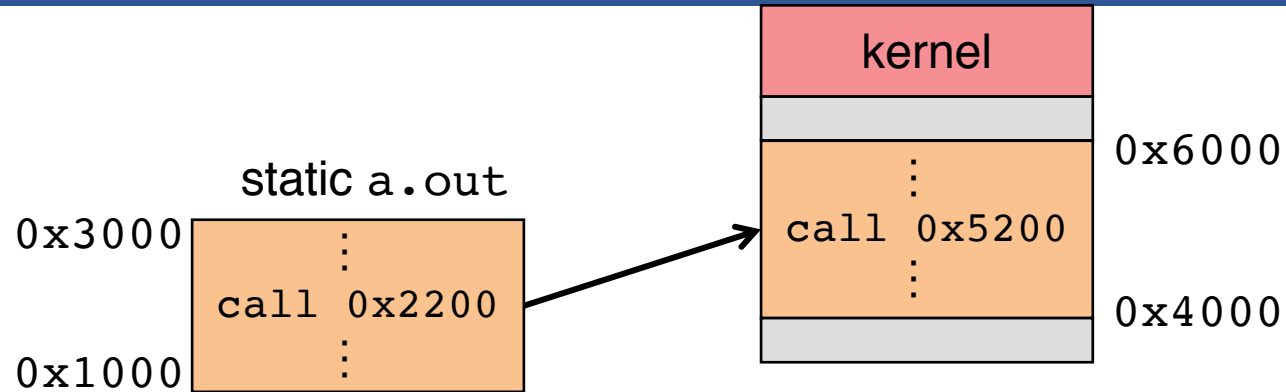 kernel
0x6000
static a.out
0x3000
⋮
call 0x2200
⋮
0x1000
⋮
call 0x5200
⋮
0x4000